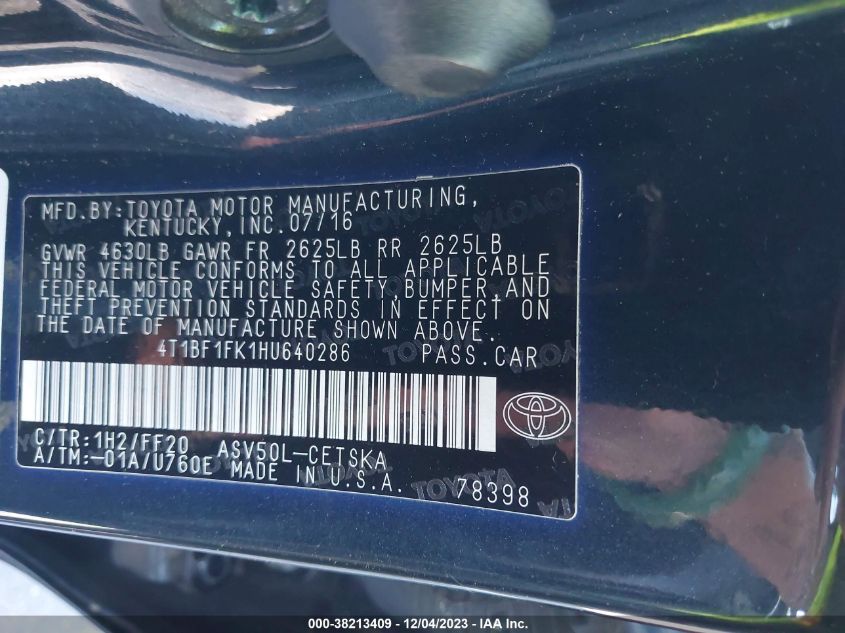 MFD.BY:TOYOTA MOTOR MANUFACTURING,
KENTUCKY,INC.07/16
GVWR 4630LB GAWR FR 2625LB RR 2625LB
THIS VEHICLE CONFORMS TO ALL APPLICABLE
FEDERAL MOTOR VEHICLE SAFETY,BUMPER,AND
THEFT PREVENTION STANDARDS IN EFFECT ON
THE DATE OF MANUFACTURE SHOWN ABOVE.
4T1BF1FK1HU640286 PASS.CAR
C/TR:1H2/FF20 ASV50L-CETSKA
A/TM:-01A/U760E MADE IN U.S.A. 78398
TOYOTA
000-38213409 - 12/04/2023 - IAA Corp.